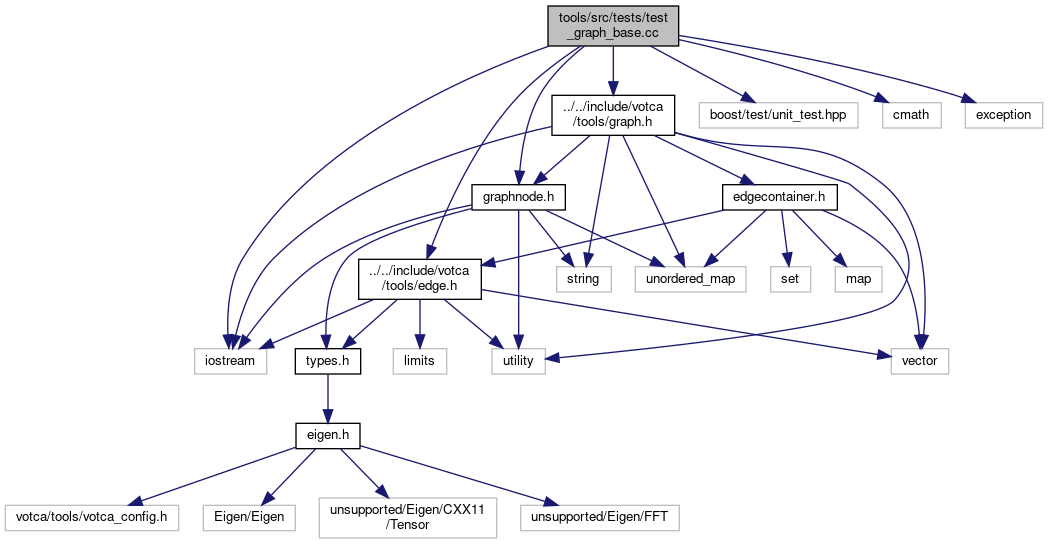 tools/src/tests/test
_graph_base.cc
../../include/votca
/tools/graph.h
boost/test/unit_test.hpp
cmath
exception
graphnode.h
edgecontainer.h
../../include/votca
/tools/edge.h
string
unordered_map
set
map
iostream
types.h
limits
utility
vector
eigen.h
votca/tools/votca_config.h
Eigen/Eigen
unsupported/Eigen/CXX11
/Tensor
unsupported/Eigen/FFT